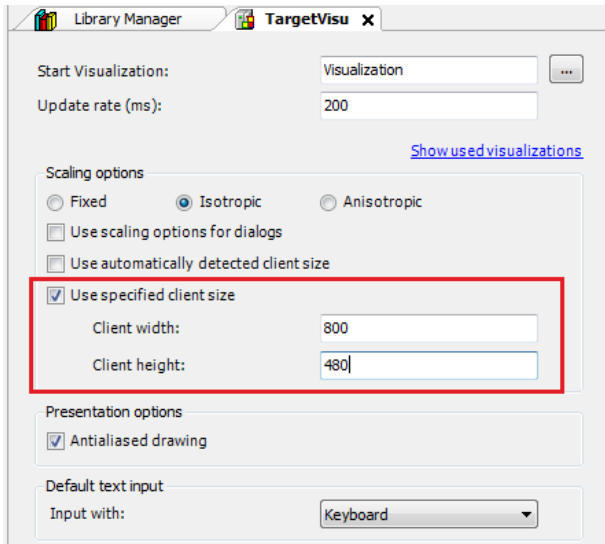 Library Manager TargetVisu X
Start Visualization: Visualization ...
Update rate (ms): 200
Show used visualizations
Scaling options
Fixed Isotropic Anisotropic
Use scaling options for dialogs
Use automatically detected client size
Use specified client size
Client width: 800
Client height: 480
Presentation options
Antialiased drawing
Default text input
Input with: Keyboard